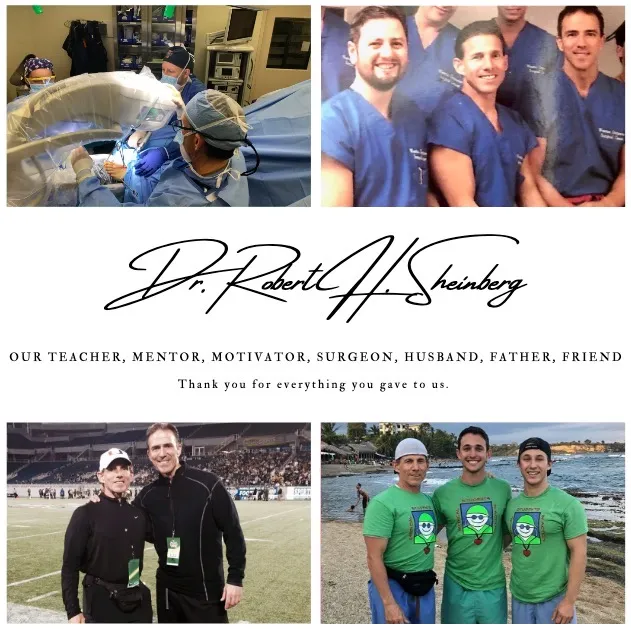 Dr. Robert H. Sheinberg
OUR TEACHER, MENTOR, MOTIVATOR, SURGEON, HUSBAND, FATHER, FRIEND
Thank you for everything you gave to us.